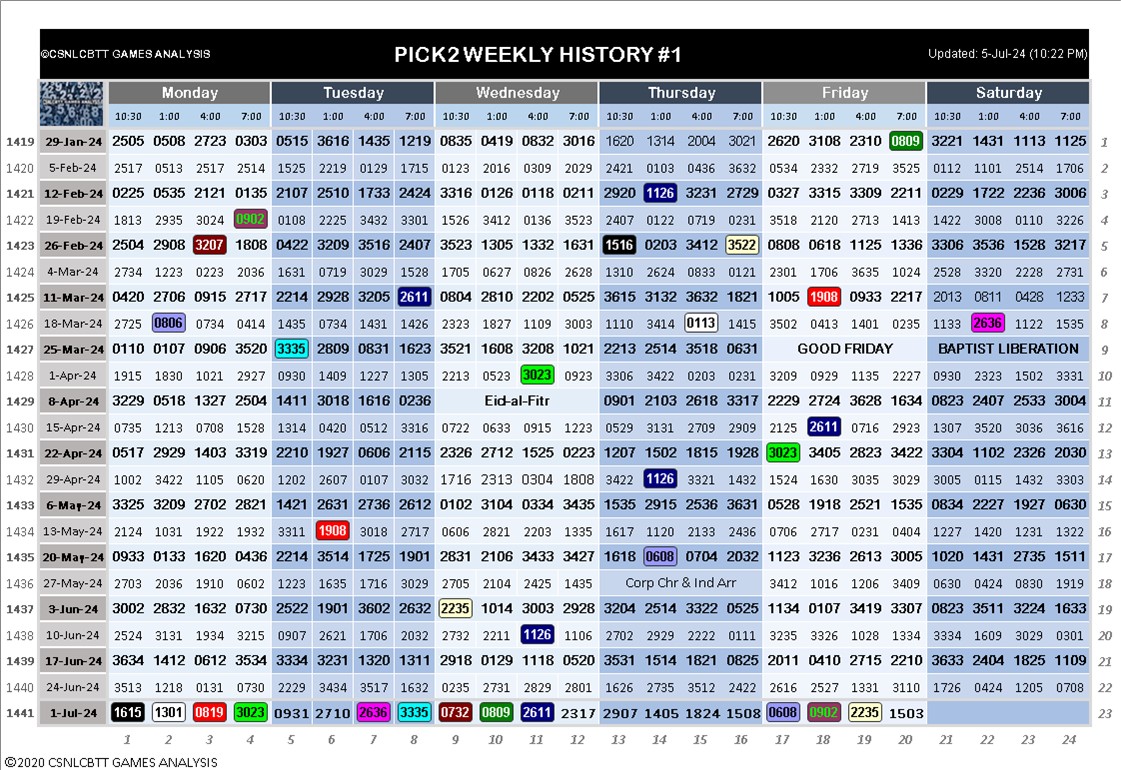 ©CSNLCBTT GAMES ANALYSIS PICK2 WEEKLY HISTORY #1 Updated: 5-Jul-24 (10:22 PM)
Monday Tuesday Wednesday Thursday Friday Saturday
10:30 1:00 4:00 7:00 10:30 1:00 4:00 7:00 10:30 1:00 4:00 7:00 10:30 1:00 4:00 7:00 10:30 1:00 4:00 7:00 10:30 1:00 4:00 7:00
1419 29-Jan-24 2505 0508 2723 0303 0515 3616 1435 1219 0835 0419 0832 3016 1620 1314 2004 3021 2620 3108 2310 0809 3221 1431 1113 1125 1
1420 5-Feb-24 2517 0513 2517 2514 1525 2219 0129 1715 0123 2016 0309 2029 2421 0103 0436 3632 0534 2332 2719 3525 0112 1101 2514 1706 2
1421 12-Feb-24 0225 0535 2121 0135 2107 2510 1733 2424 3316 0126 0118 0211 2920 1126 3231 2729 0327 3315 3309 2211 0229 1722 2236 3006 3
1422 19-Feb-24 1813 2935 3024 0902 0108 2225 3432 3301 1526 3412 0136 3523 2407 0122 0719 0231 3518 2120 2713 1413 1422 3008 0110 3226 4
1423 26-Feb-24 2504 2908 3207 1808 0422 3209 3516 2407 3523 1305 1332 1631 1516 0203 3412 3522 0808 0618 1125 1336 3306 3536 1528 3217 5
1424 4-Mar-24 2734 1223 0223 2036 1631 0719 3029 1528 1705 0627 0826 2628 1310 2624 0833 0121 2301 1706 3635 1024 2528 3320 2228 2731 6
1425 11-Mar-24 0420 2706 0915 2717 2214 2928 3205 2611 0804 2810 2202 0525 3615 3132 3632 1821 1005 1908 0933 2217 2013 0811 0428 1233 7
1426 18-Mar-24 2725 0806 0734 0414 1435 0734 1431 1426 2323 1827 1109 3003 1110 3414 0113 1415 3502 0413 1401 0235 1133 2636 1122 1535 8
1427 25-Mar-24 0110 0107 0906 3520 3335 2809 0831 1623 3521 1608 3208 1021 2213 2514 3518 0631 GOOD FRIDAY BAPTIST LIBERATION 9
1428 1-Apr-24 1915 1830 1021 2927 0930 1409 1227 1305 2213 0523 3023 0923 3306 3422 0203 0231 3209 0929 1135 2227 0930 0223 1502 3331 10
1429 8-Apr-24 3229 0518 1327 2504 1411 3018 1616 0236 Eid-al-Fitr 0901 2103 2618 3317 2229 2724 3628 1634 0823 2407 2533 3004 11
1430 15-Apr-24 0735 1213 0708 1528 1314 0420 0512 3316 0722 0633 0915 1223 0529 3131 2709 2909 2125 2611 0716 2923 1307 3520 3036 3616 12
1431 22-Apr-24 0517 2929 1403 3319 2210 1927 0606 2115 2326 2712 1525 0223 1207 1502 1815 1928 3023 3405 2823 3422 3304 1102 2326 2030 13
1432 29-Apr-24 1002 3422 1105 0620 1202 2607 0107 3032 1716 2313 0304 1808 3422 1126 3321 1432 1524 1630 3035 3029 3005 0115 1432 3303 14
1433 6-May-24 3325 3209 2702 2821 1421 2631 2736 2612 0102 3104 0334 3435 1535 2915 2536 3631 0528 1918 2521 1535 0834 2227 1927 0630 15
1434 13-May-24 2124 1031 1922 1932 3311 1908 3018 2717 0606 2821 2203 1335 1617 1120 2133 2436 0706 2717 0231 0404 1227 1420 1231 1322 16
1435 20-May-24 0933 0133 1620 0436 2214 3514 1725 1901 2831 2106 3433 3427 1618 0608 0704 2032 1123 3236 2613 3005 1020 1431 2735 1511 17
1436 27-May-24 2703 2036 1910 0602 1223 1635 1716 3029 2705 2104 2425 1435 Corp Chr & Ind Arr 3412 1016 1206 3409 0630 0424 0830 1919 18
1437 3-Jun-24 3002 2832 1632 0730 2522 1901 3602 2632 2235 1014 3003 2928 3204 2514 3322 0525 1134 0107 3419 3307 0823 3511 3224 1633 19
1438 10-Jun-24 2524 3131 1934 3215 0907 2621 1706 2032 2732 2211 1126 1106 2702 2929 2222 0111 3235 3326 1028 1334 3334 1609 3029 0301 20
1439 17-Jun-24 3634 1412 0612 3534 3334 3231 1320 1311 2918 0129 1118 0520 3531 1514 1821 0825 2011 0410 2715 2210 3633 2404 1825 1109 21
1440 24-Jun-24 3513 1218 0131 0730 2229 3434 3517 1632 0235 2731 2829 2801 1626 2735 3512 2422 2616 2527 1331 3110 1726 0424 1205 0708 22
1441 1-Jul-24 1615 1301 0819 3023 0931 2710 2636 3335 0732 0809 2611 2317 2907 1405 1824 1508 0608 0902 2235 1503 23
1 2 3 4 5 6 7 8 9 10 11 12 13 14 15 16 17 18 19 20 21 22 23 24
©2020 CSNLCBTT GAMES ANALYSIS